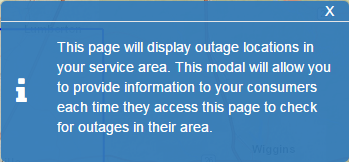 X
This page will display outage locations in
your service area. This modal will allow you
to provide information to your consumers
each time they access this page to check
for outages in their area.
Wiggins